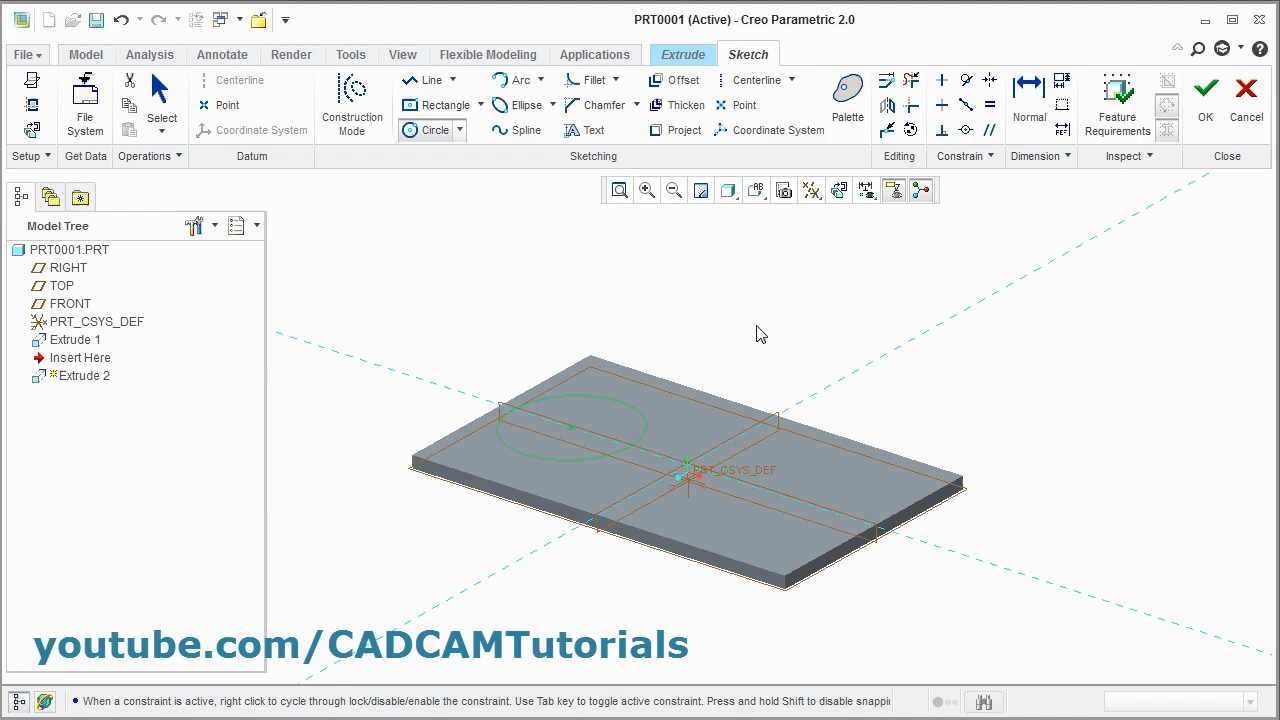 PRT0001 (Active) - Creo Parametric 2.0
File Model Analysis Annotate Render Tools View Flexible Modeling Applications Extrude Sketch
Centerline Line Arc Fillet Offset Centerline
Point Rectangle Ellipse Chamfer Thicken Point
Coordinate System Circle Spline Text Project Coordinate System
File System Select Construction Mode Palette Normal Feature Requirements OK Cancel
Setup Get Data Operations Datum Sketching Editing Constrain Dimension Inspect Close
Model Tree
PRT0001.PRT
RIGHT
TOP
FRONT
PRT_CSYS_DEF
Extrude 1
Insert Here
Extrude 2
PRT_CSYS_DEF
youtube.com/CADCAMTutorials
When a constraint is active, right click to cycle through lock/disable/enable the constraint. Use Tab key to toggle active constraint. Press and hold Shift to disable snappi